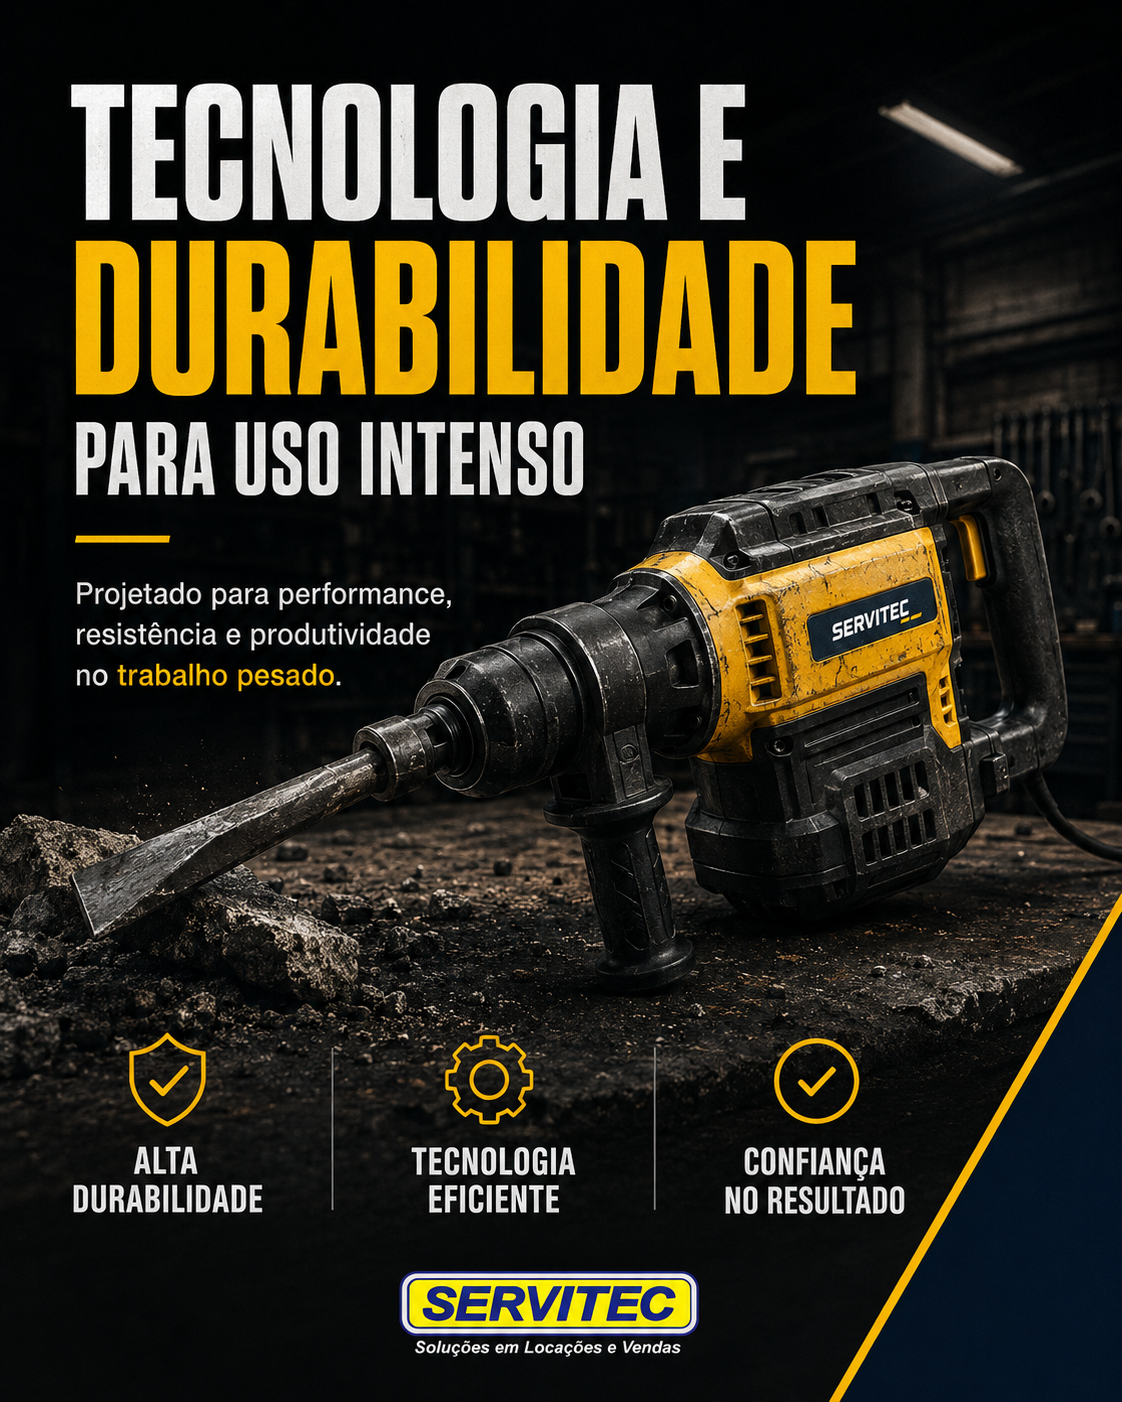 TECNOLOGIA E
DURABILIDADE
PARA USO INTENSO
Projetado para performance,
resistência e produtividade
no trabalho pesado.
SERVITEC
ALTA
DURABILIDADE
TECNOLOGIA
EFICIENTE
CONFIANÇA
NO RESULTADO
SERVITEC
Soluções em Locações e Vendas